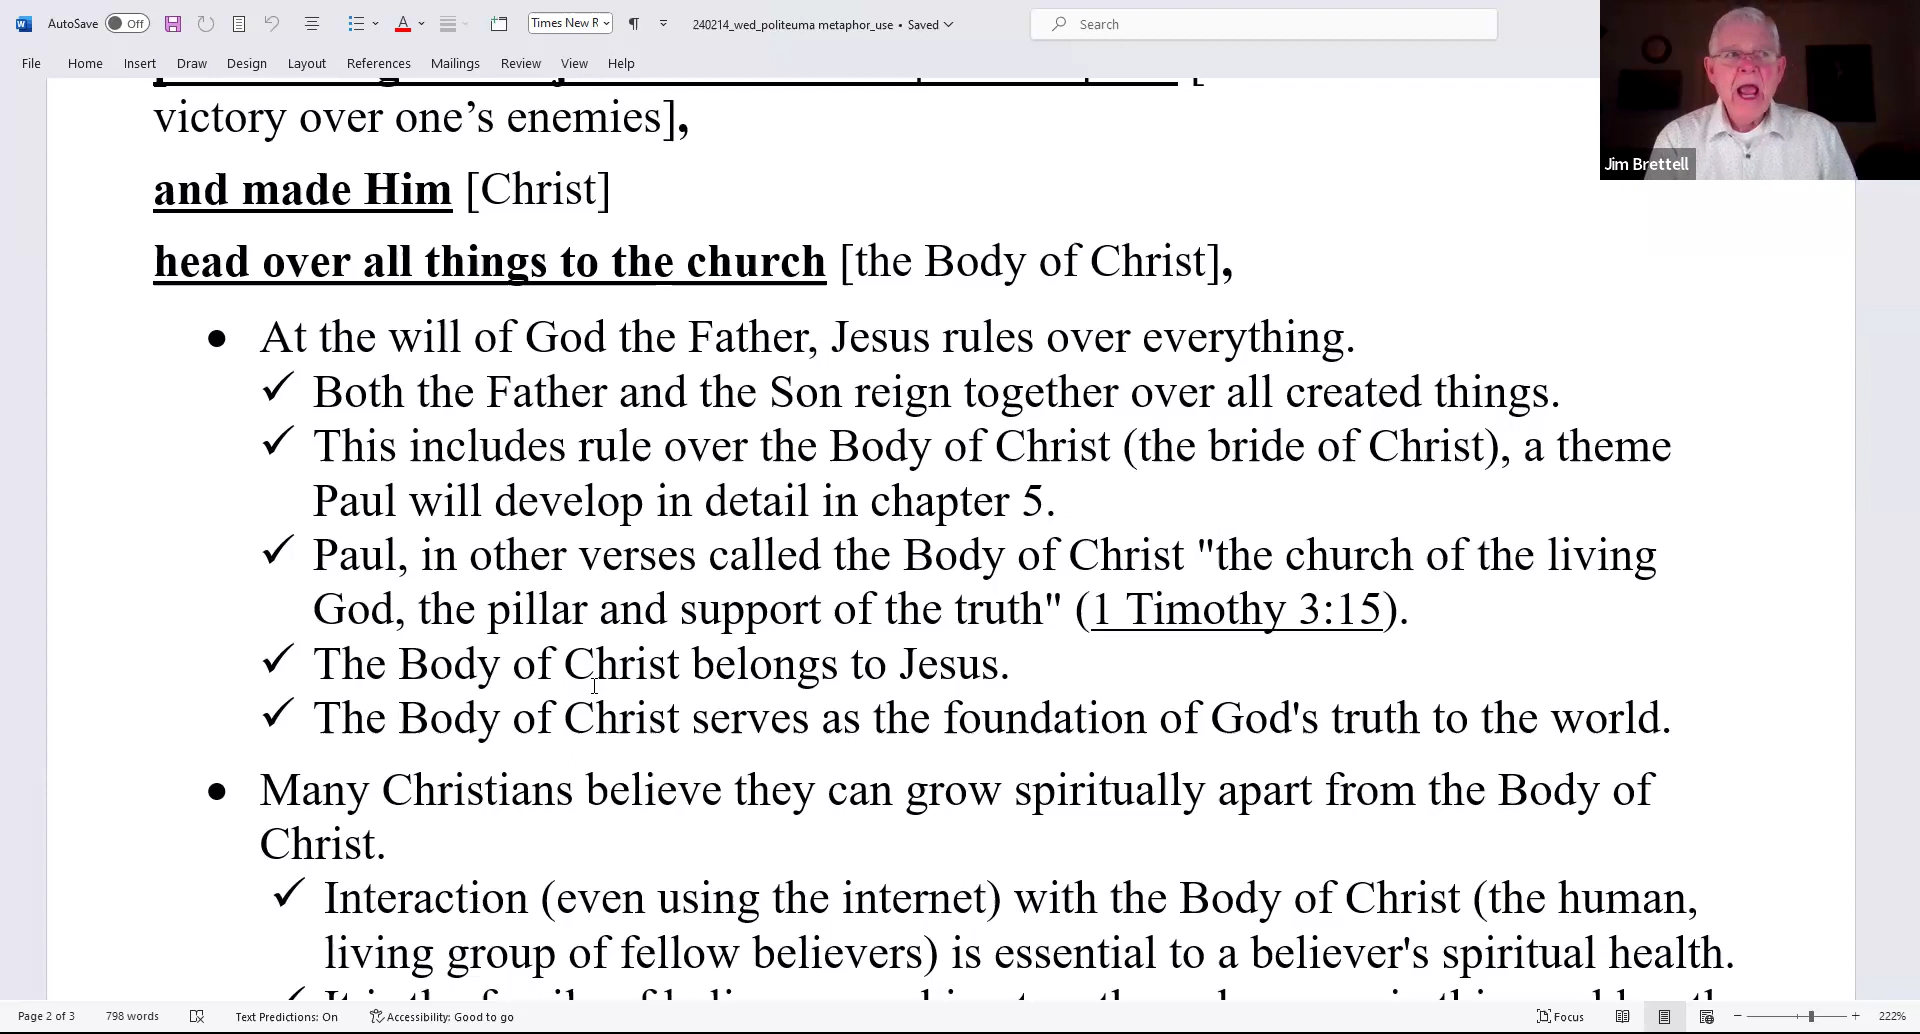 AutoSave Off Times New R 240214_wed_politeuma metaphor_use • Saved Search
File Home Insert Draw Design Layout References Mailings Review View Help
victory over one’s enemies],
and made Him [Christ]
Jim Brettell
head over all things to the church [the Body of Christ],
● At the will of God the Father, Jesus rules over everything.
✓ Both the Father and the Son reign together over all created things.
✓ This includes rule over the Body of Christ (the bride of Christ), a theme
Paul will develop in detail in chapter 5.
✓ Paul, in other verses called the Body of Christ "the church of the living
God, the pillar and support of the truth" (1 Timothy 3:15).
✓ The Body of Christ belongs to Jesus.
✓ The Body of Christ serves as the foundation of God's truth to the world.
● Many Christians believe they can grow spiritually apart from the Body of
Christ.
✓ Interaction (even using the internet) with the Body of Christ (the human,
living group of fellow believers) is essential to a believer's spiritual health.
Page 2 of 3 798 words Text Predictions: On Accessibility: Good to go Focus 222%